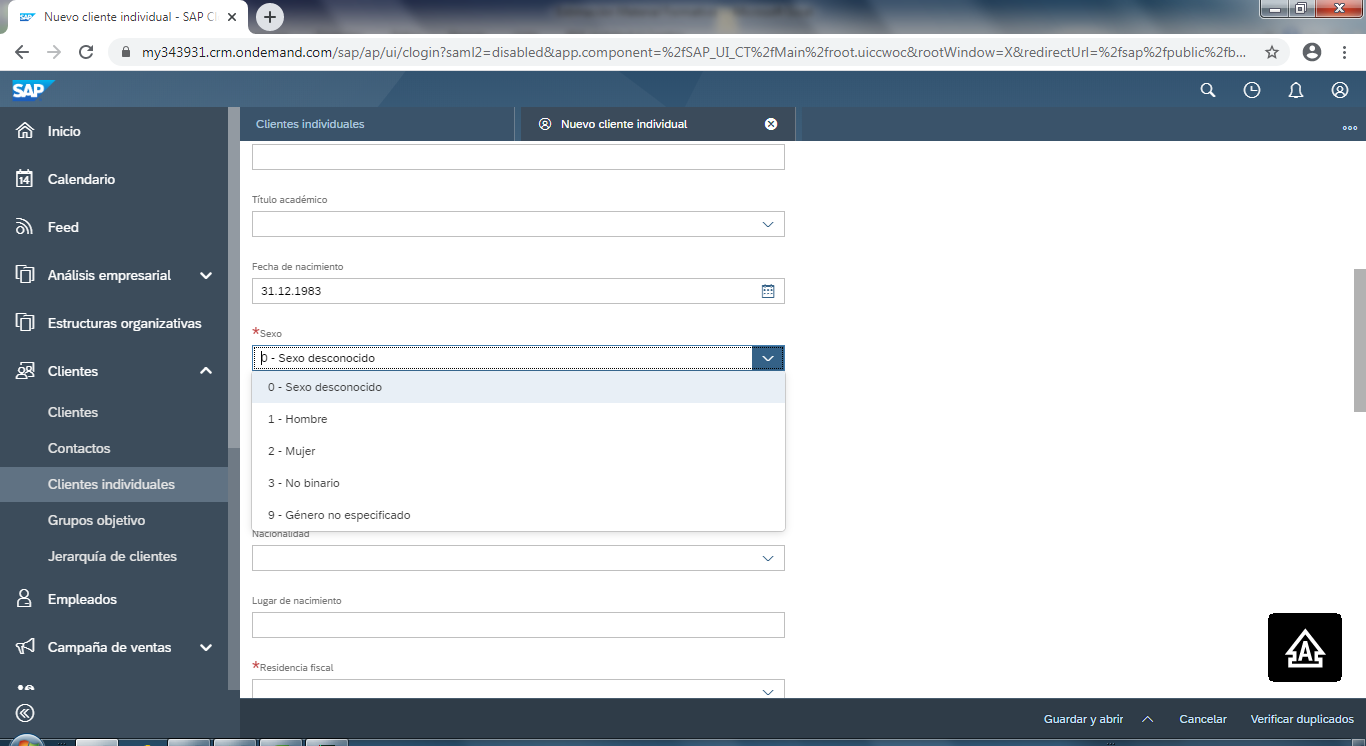 Nuevo cliente individual - SAP Cl
my343931.crm.ondemand.com/sap/ap/ui/clogin?saml2=disabled&app.component=%2fSAP_UI_CT%2fMain%2froot.uiccwoc&rootWindow=X&redirectUrl=%2fsap%2fpublic%2fb...
SAP
Inicio
14
Calendario
Feed
Análisis empresarial
Estructuras organizativas
Clientes
Clientes
Contactos
Clientes individuales
Grupos objetivo
Jerarquía de clientes
Empleados
Campaña de ventas
Clientes individuales
Nuevo cliente individual
Título académico
Fecha de nacimiento
31.12.1983
*Sexo
0 - Sexo desconocido
0 - Sexo desconocido
1 - Hombre
2 - Mujer
3 - No binario
9 - Género no especificado
Nacionalidad
Lugar de nacimiento
*Residencia fiscal
A
Guardar y abrir Cancelar Verificar duplicados